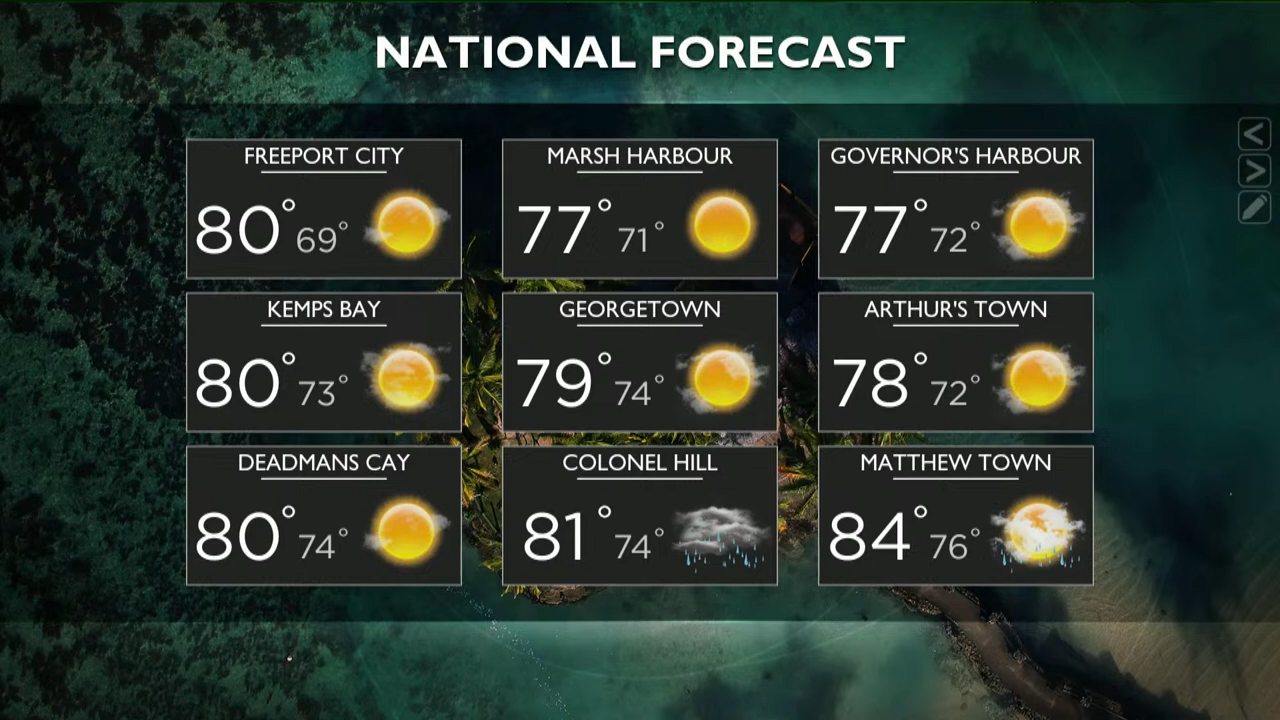 NATIONAL FORECAST
FREEPORT CITY
80° 69°
MARSH HARBOUR
77° 71°
GOVERNOR'S HARBOUR
77° 72°
KEMPS BAY
80° 73°
GEORGETOWN
79° 74°
ARTHUR'S TOWN
78° 72°
DEADMANS CAY
80° 74°
COLONEL HILL
81° 74°
MATTHEW TOWN
84° 76°